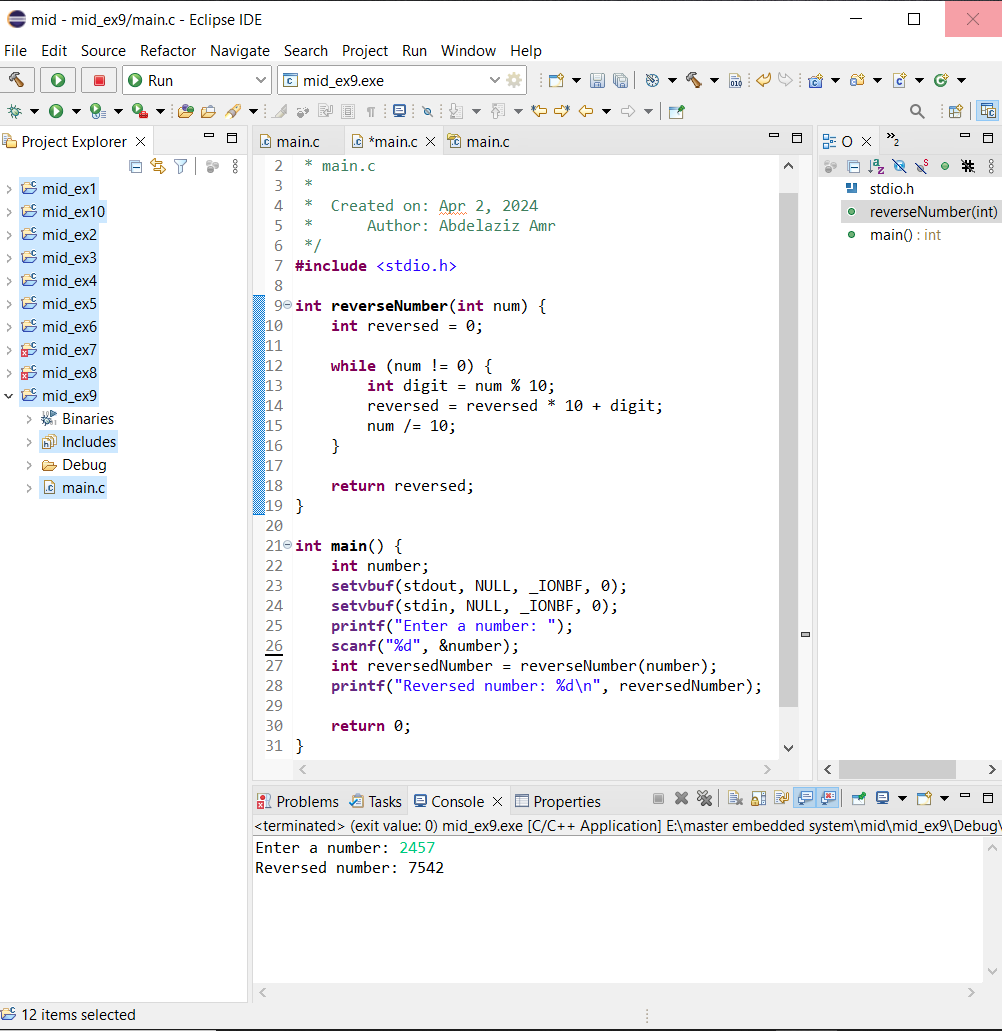 mid - mid_ex9/main.c - Eclipse IDE
File Edit Source Refactor Navigate Search Project Run Window Help
Run
mid_ex9.exe
Project Explorer
mid_ex1
mid_ex10
mid_ex2
mid_ex3
mid_ex4
mid_ex5
mid_ex6
mid_ex7
mid_ex8
mid_ex9
Binaries
Includes
Debug
main.c
main.c *main.c main.c
2 * main.c
3 *
4 *  Created on: Apr 2, 2024
5 *      Author: Abdelaziz Amr
6 */
7 #include <stdio.h>
8
9 int reverseNumber(int num) {
10     int reversed = 0;
11
12     while (num != 0) {
13         int digit = num % 10;
14         reversed = reversed * 10 + digit;
15         num /= 10;
16     }
17
18     return reversed;
19 }
20
21 int main() {
22     int number;
23     setvbuf(stdout, NULL, _IONBF, 0);
24     setvbuf(stdin, NULL, _IONBF, 0);
25     printf("Enter a number: ");
26     scanf("%d", &number);
27     int reversedNumber = reverseNumber(number);
28     printf("Reversed number: %d\n", reversedNumber);
29
30     return 0;
31 }
O
2
stdio.h
reverseNumber(int)
main() : int
Problems Tasks Console Properties
<terminated> (exit value: 0) mid_ex9.exe [C/C++ Application] E:\master embedded system\mid\mid_ex9\Debug\
Enter a number: 2457
Reversed number: 7542
12 items selected